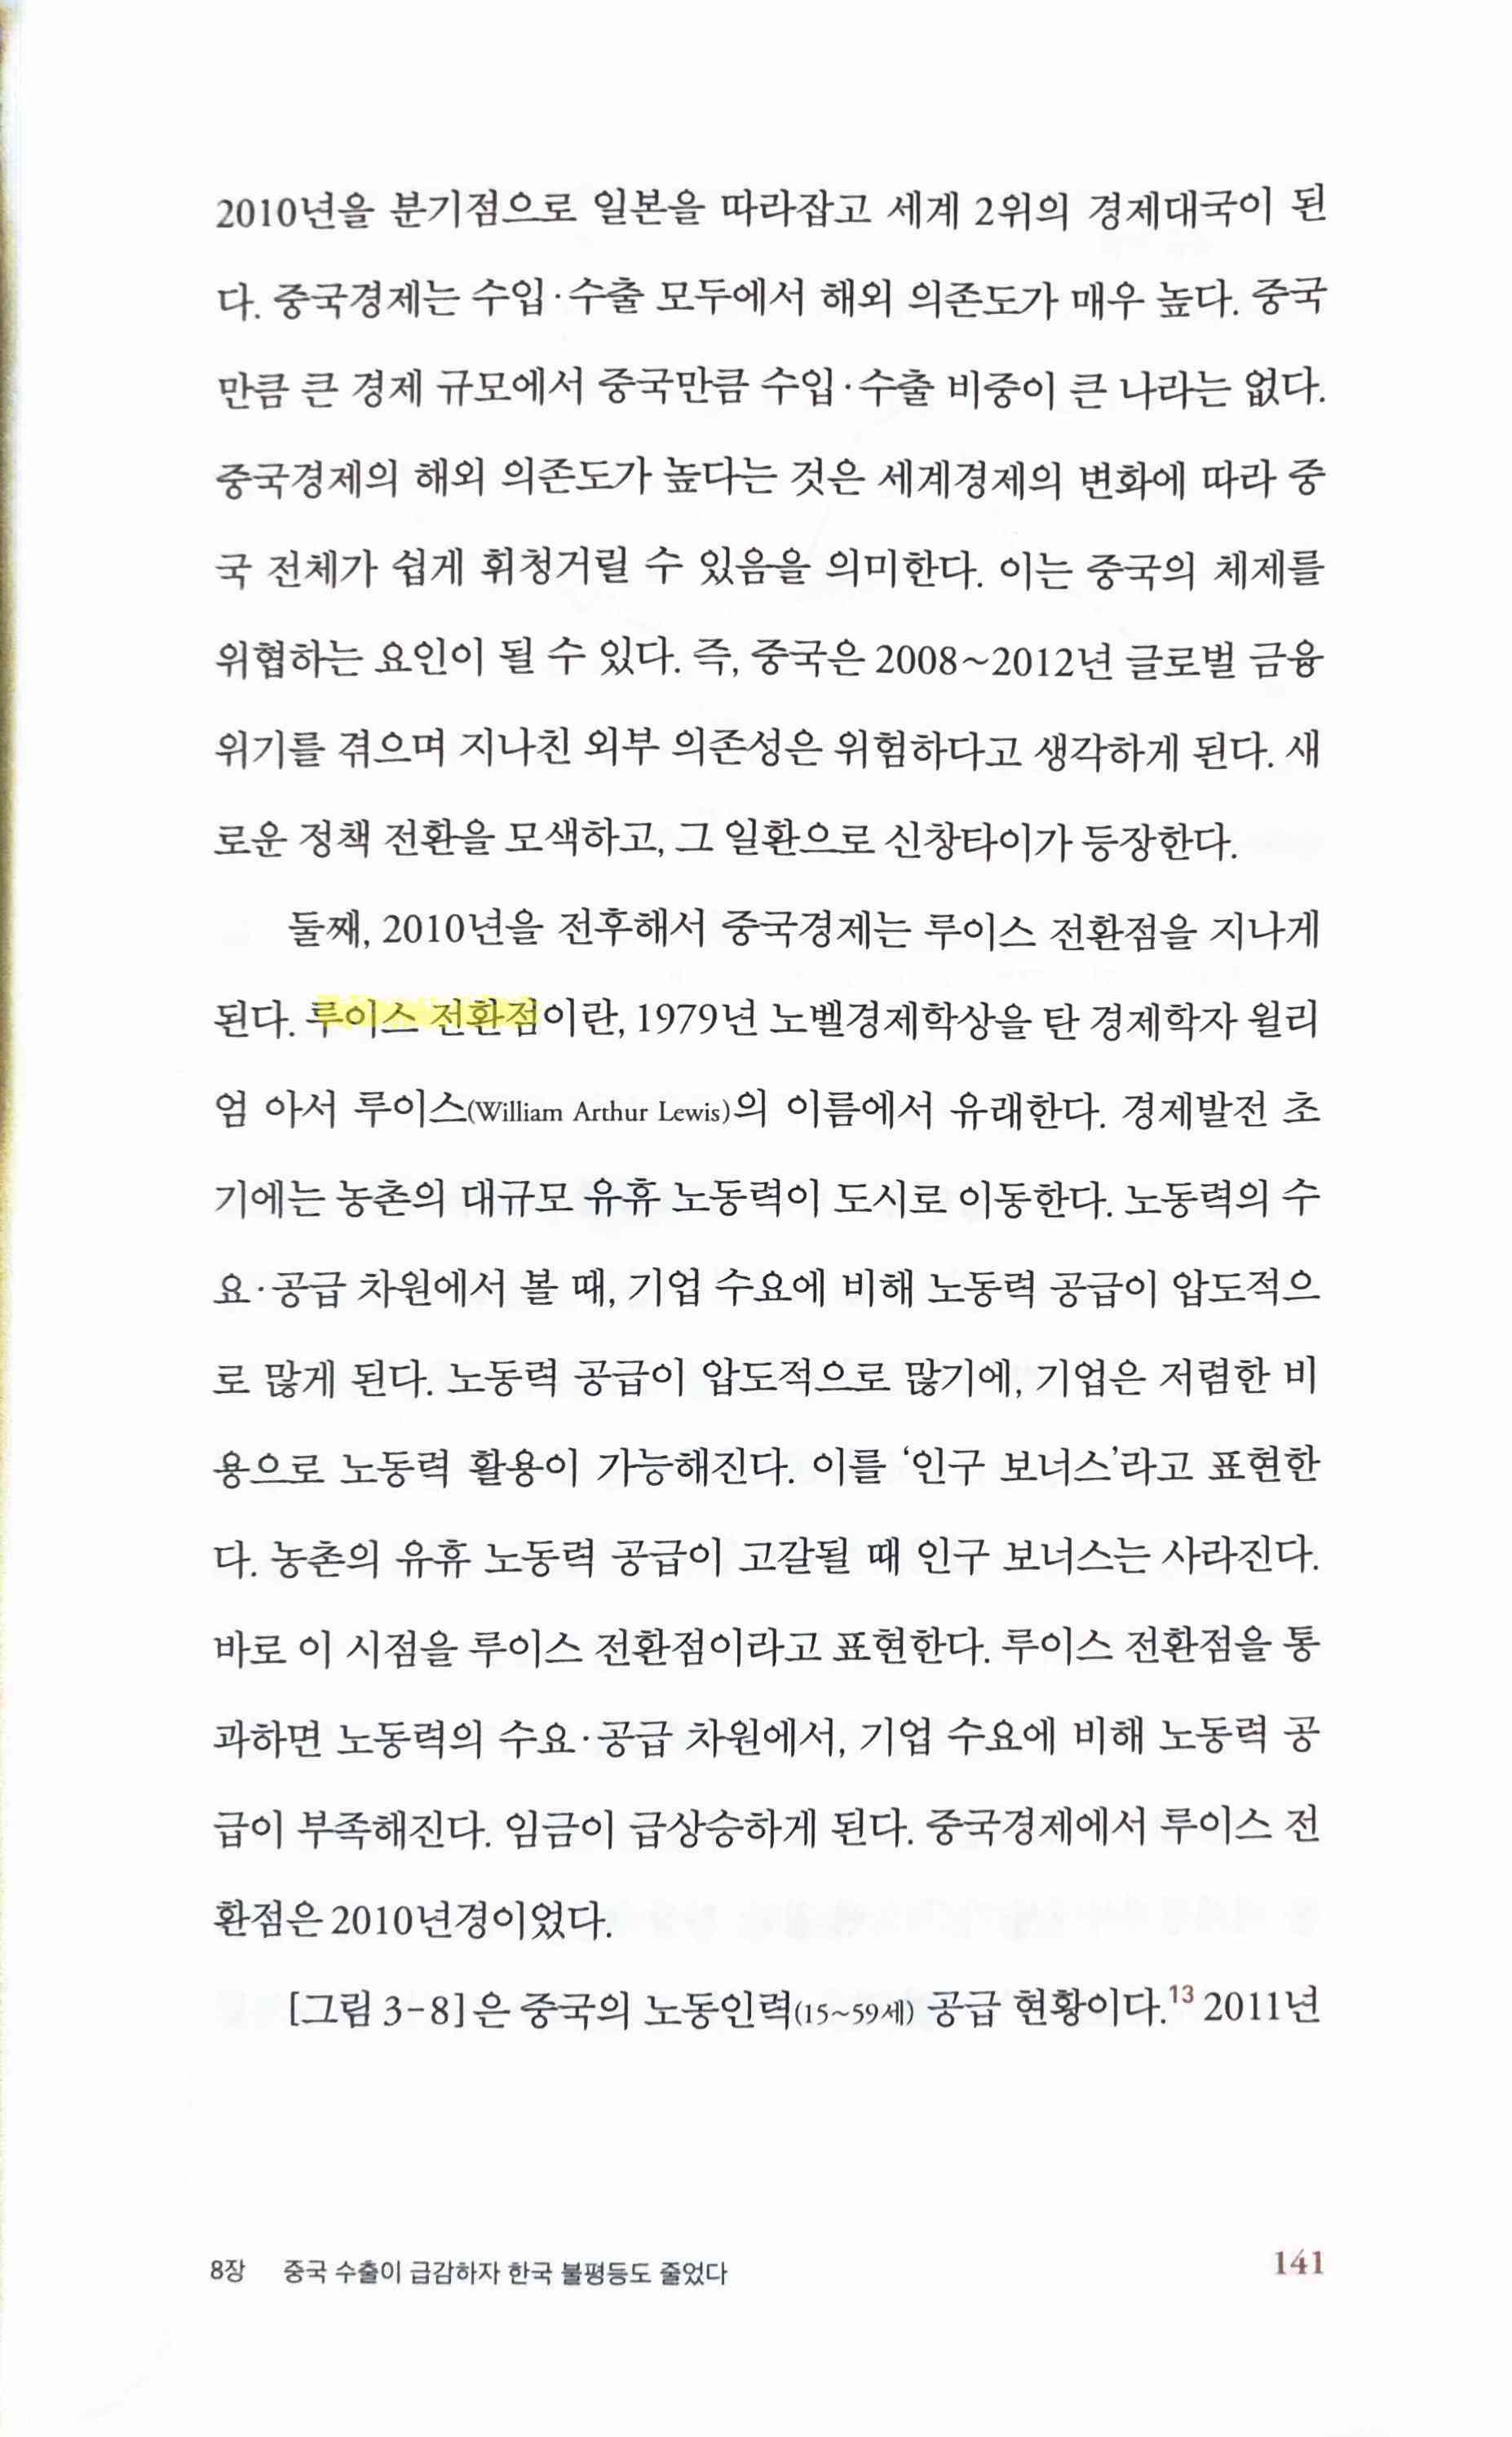 2010년을 분기점으로 일본을 따라잡고 세계 2위의 경제대국이 된
다. 중국경제는 수입·수출 모두에서 해외 의존도가 매우 높다. 중국
만큼 큰 경제 규모에서 중국만큼 수입·수출 비중이 큰 나라는 없다.
중국경제의 해외 의존도가 높다는 것은 세계경제의 변화에 따라 중
국 전체가 쉽게 휘청거릴 수 있음을 의미한다. 이는 중국의 체제를
위협하는 요인이 될 수 있다. 즉, 중국은 2008~2012년 글로벌 금융
위기를 겪으며 지나친 외부 의존성은 위험하다고 생각하게 된다. 새
로운 정책 전환을 모색하고, 그 일환으로 신창타이가 등장한다.
둘째, 2010년을 전후해서 중국경제는 루이스 전환점을 지나게
된다. 루이스 전환점이란, 1979년 노벨경제학상을 탄 경제학자 윌리
엄 아서 루이스(William Arthur Lewis)의 이름에서 유래한다. 경제발전 초
기에는 농촌의 대규모 유휴 노동력이 도시로 이동한다. 노동력의 수
요·공급 차원에서 볼 때, 기업 수요에 비해 노동력 공급이 압도적으
로 많게 된다. 노동력 공급이 압도적으로 많기에, 기업은 저렴한 비
용으로 노동력 활용이 가능해진다. 이를 ‘인구 보너스’라고 표현한
다. 농촌의 유휴 노동력 공급이 고갈될 때 인구 보너스는 사라진다.
바로 이 시점을 루이스 전환점이라고 표현한다. 루이스 전환점을 통
과하면 노동력의 수요·공급 차원에서, 기업 수요에 비해 노동력 공
급이 부족해진다. 임금이 급상승하게 된다. 중국경제에서 루이스 전
환점은 2010년경이었다.
[그림 3-8]은 중국의 노동인력(15~59세) 공급 현황이다.13 2011년
8장 중국 수출이 급감하자 한국 불평등도 줄었다 141